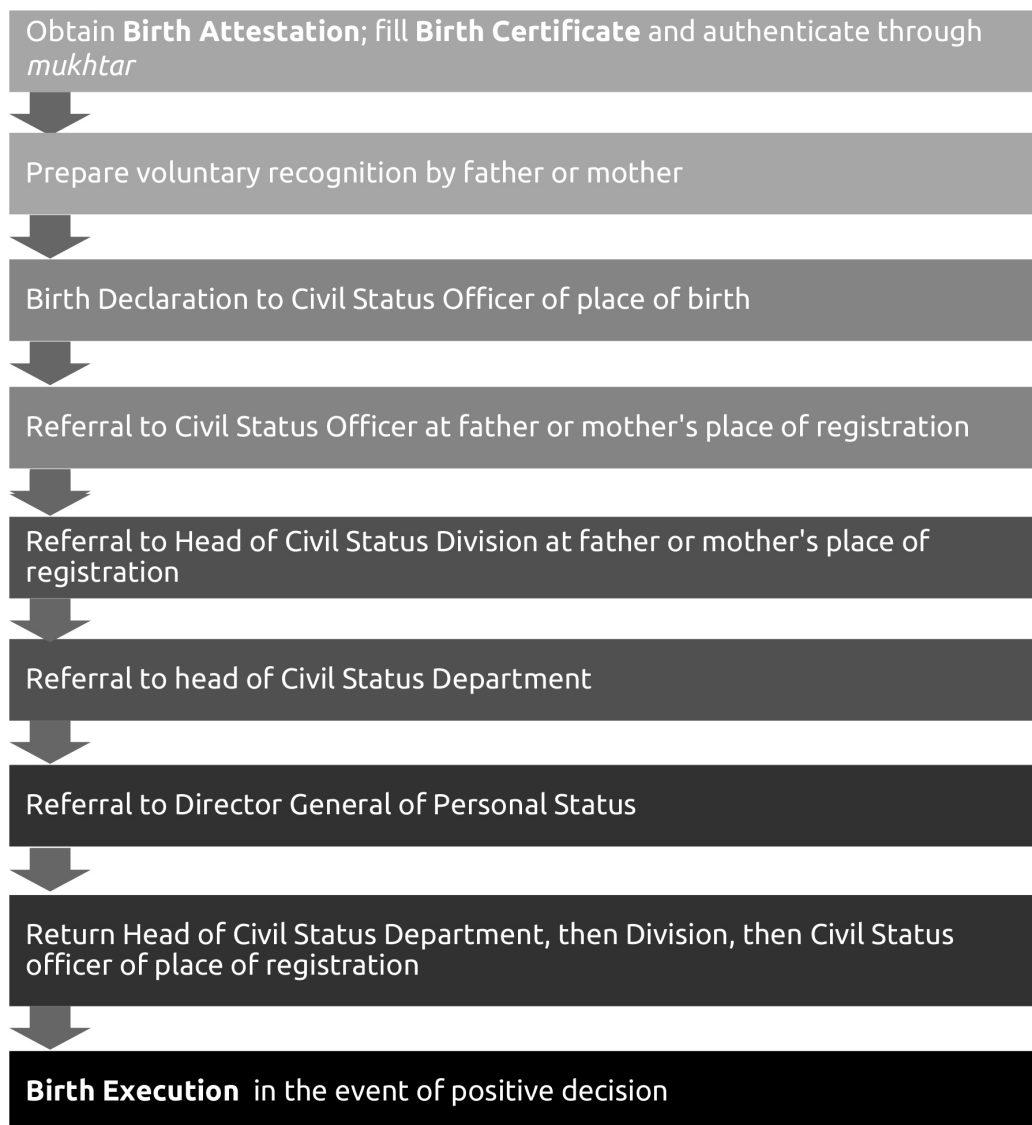 Obtain Birth Attestation; fill Birth Certificate and authenticate through
mukhtar
Prepare voluntary recognition by father or mother
Birth Declaration to Civil Status Officer of place of birth
Referral to Civil Status Officer at father or mother's place of registration
Referral to Head of Civil Status Division at father or mother's place of
registration
Referral to head of Civil Status Department
Referral to Director General of Personal Status
Return Head of Civil Status Department, then Division, then Civil Status
officer of place of registration
Birth Execution in the event of positive decision